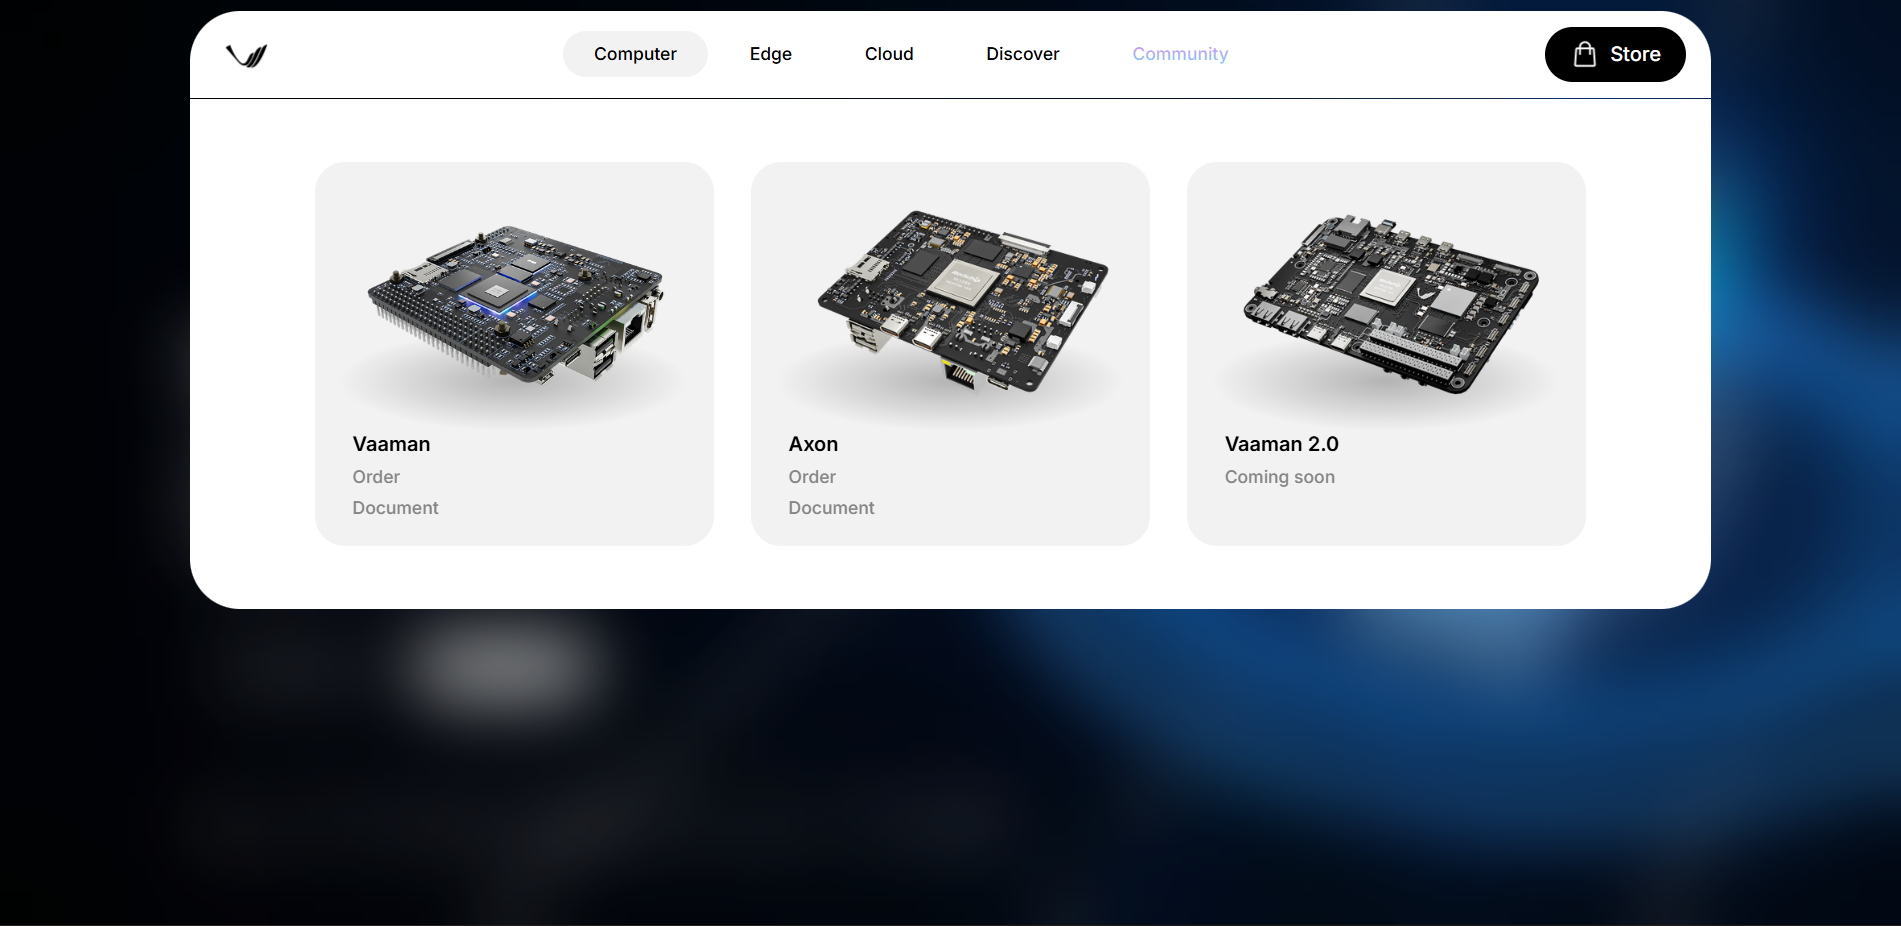 Computer
Edge
Cloud
Discover
Community
Store
Vaaman
Order
Document
Axon
Order
Document
Vaaman 2.0
Coming soon